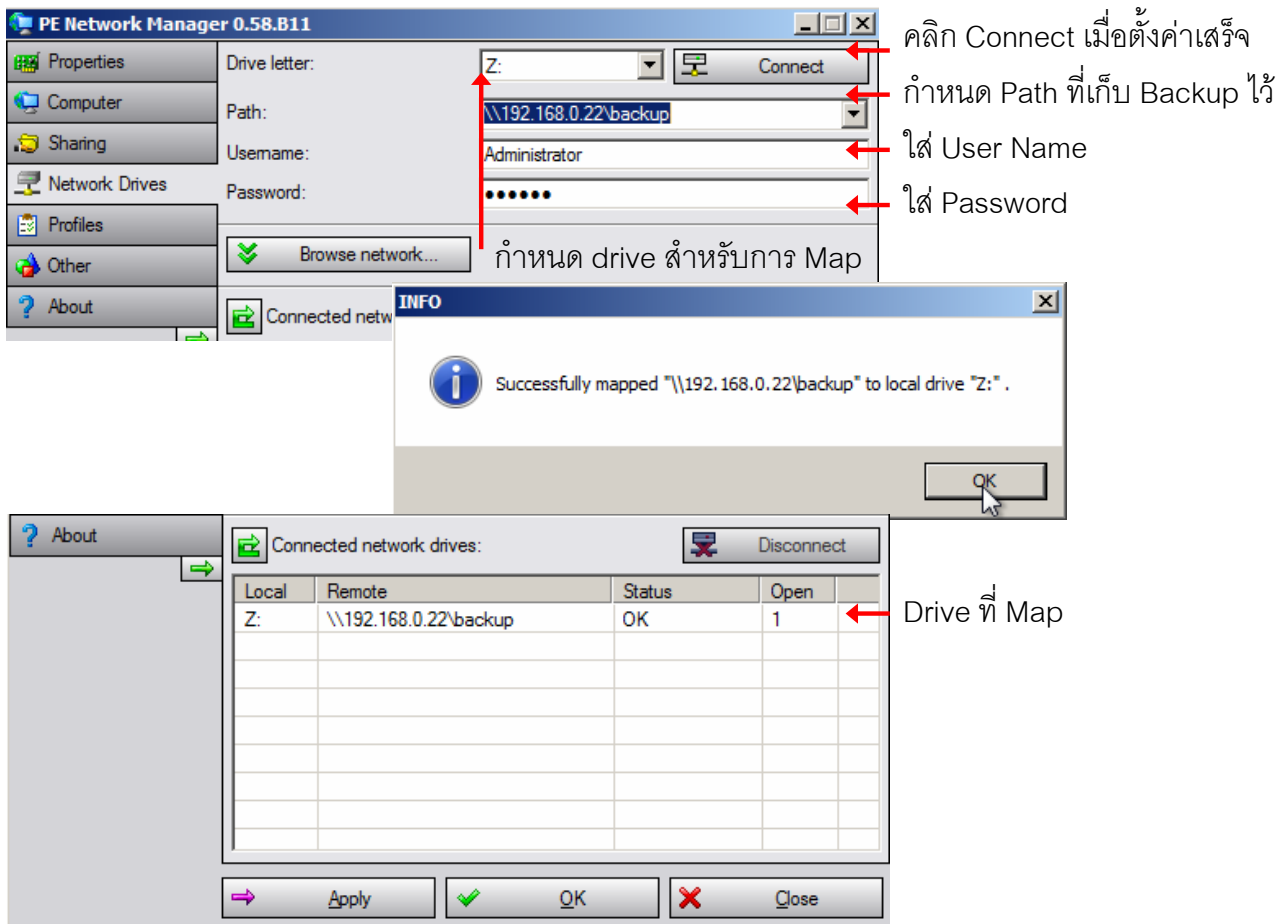 PE Network Manager 0.58.B11
Properties
Computer
Sharing
Network Drives
Profiles
Other
About
Drive letter:
Z:
Connect
Path:
\\192.168.0.22\backup
Username:
Administrator
Password:
••••••
Browse network...
Connected netw
คลิก Connect เมื่อตั้งค่าเสร็จ
กำหนด Path ที่เก็บ Backup ไว้
ใส่ User Name
ใส่ Password
กำหนด drive สำหรับการ Map
INFO
Successfully mapped "\\192.168.0.22\backup" to local drive "Z:" .
OK
About
Connected network drives:
Disconnect
Local Remote Status Open
Z: \\192.168.0.22\backup OK 1
Drive ที่ Map
Apply
OK
Close